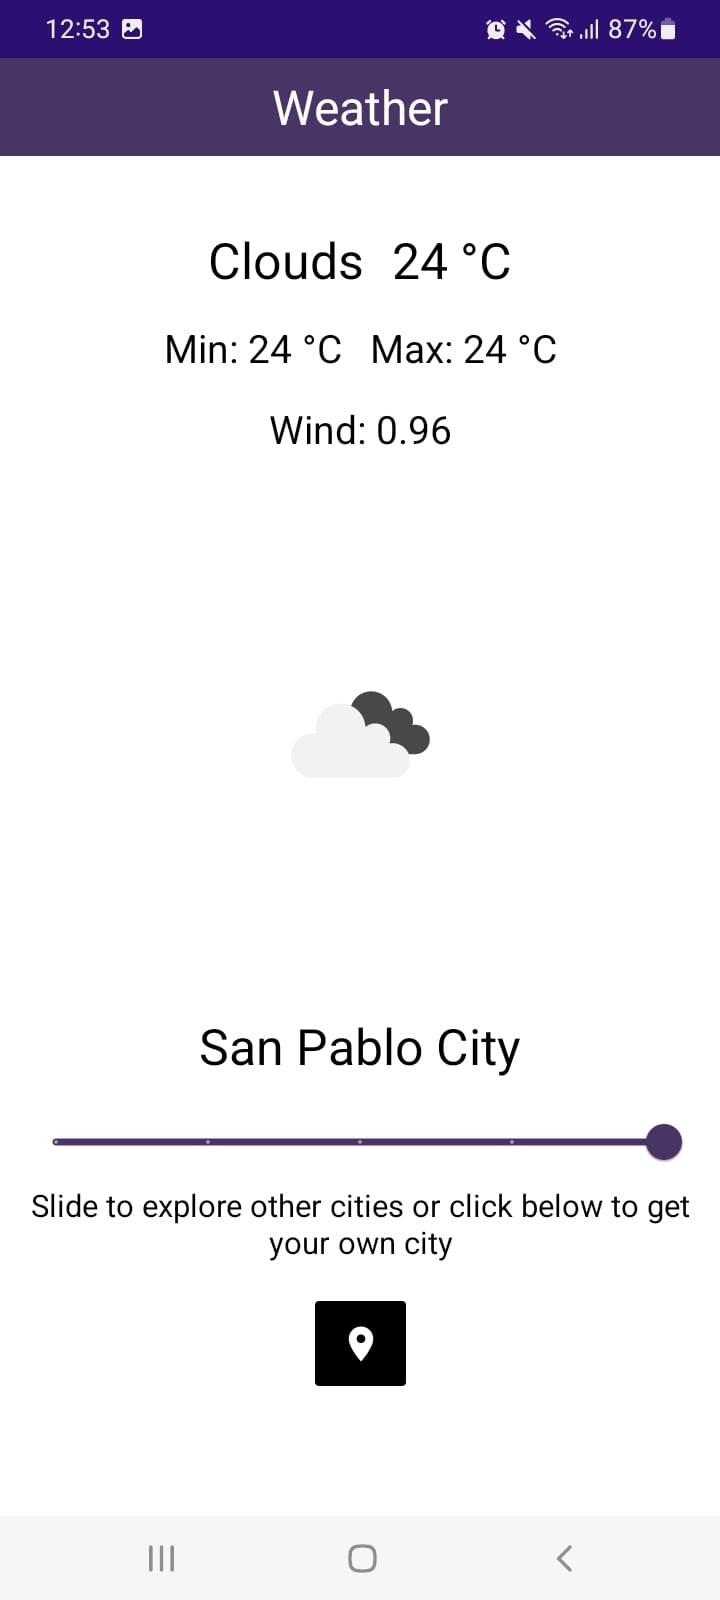 12:53 87%
Weather
Clouds 24 °C
Min: 24 °C Max: 24 °C
Wind: 0.96
San Pablo City
Slide to explore other cities or click below to get
your own city